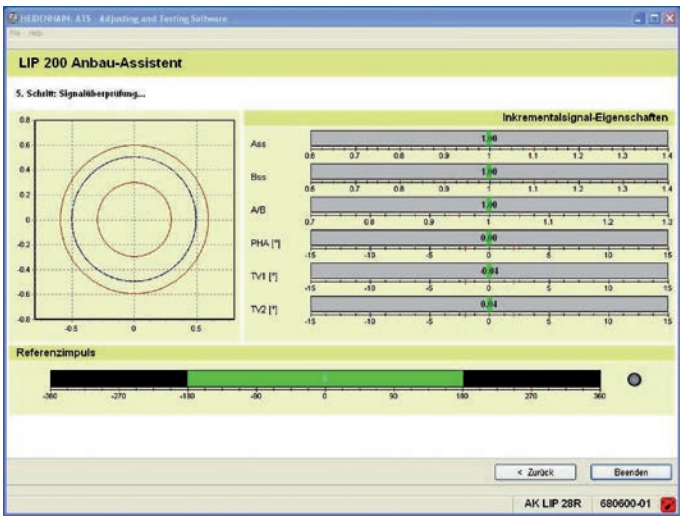 HEIDENHAIN: ATS - Adjusting and Testing Software
File Help
LIP 200 Anbau-Assistent
5. Schritt: Signalüberprüfung...
0.8
0.6
0.4
0.2
0
-0.2
-0.4
-0.6
-0.8
-0.5 0 0.5
Inkrementalsignal-Eigenschaften
Ass 1.00
0.6 0.7 0.8 0.9 1 1.1 1.2 1.3 1.4
Bss 1.00
0.6 0.7 0.8 0.9 1 1.1 1.2 1.3 1.4
A/B 1.00
0.7 0.8 0.9 1 1.1 1.2 1.3
PHA [°] 0.00
-15 -10 -5 0 5 10 15
TV1 [°] -0.04
-15 -10 -5 0 5 10 15
TV2 [°] 0.04
-15 -10 -5 0 5 10 15
Referenzimpuls
0
-360 -270 -180 -90 0 90 180 270 360
< Zurück Beenden
AK LIP 28R 680600-01